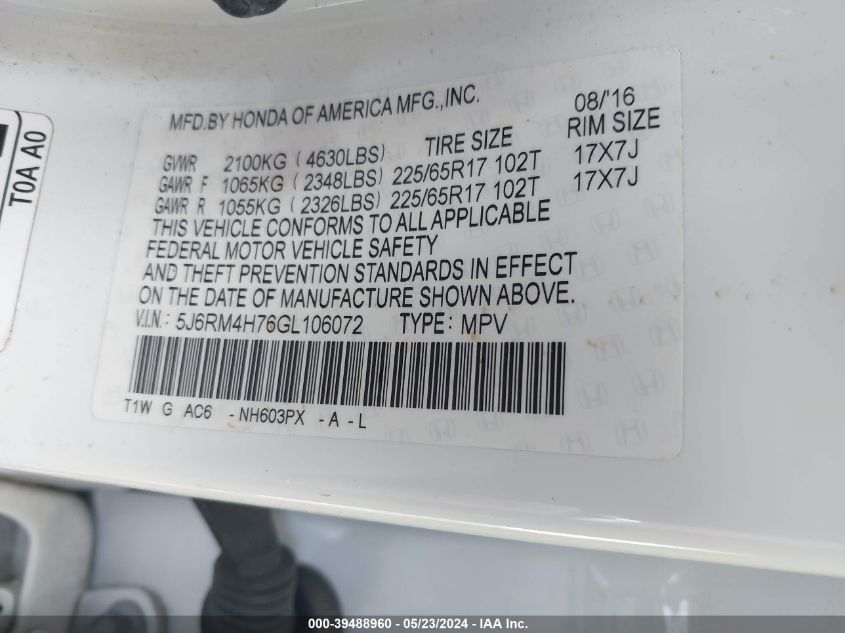 MFD.BY HONDA OF AMERICA MFG.,INC. 08/'16
TIRE SIZE RIM SIZE
GVWR 2100KG (4630LBS)
GAWR F 1065KG (2348LBS) 225/65R17 102T 17X7J
GAWR R 1055KG (2326LBS) 225/65R17 102T 17X7J
THIS VEHICLE CONFORMS TO ALL APPLICABLE
FEDERAL MOTOR VEHICLE SAFETY
AND THEFT PREVENTION STANDARDS IN EFFECT
ON THE DATE OF MANUFACTURE SHOWN ABOVE.
V.I.N.: 5J6RM4H76GL106072 TYPE: MPV
T1W G AC6 -NH603PX -A-L
T0A A0
000-39488960 - 05/23/2024 - IAA Inc.